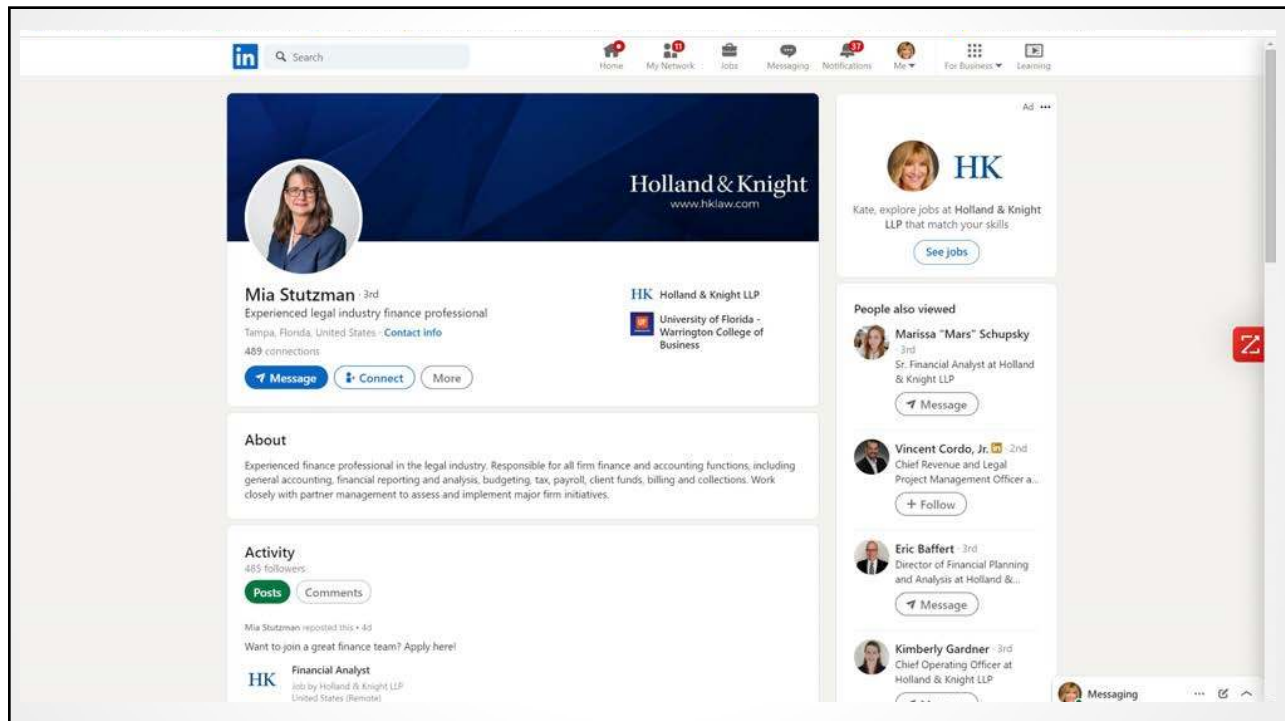 in
Search
Home
11
My Network
Jobs
Messaging
37
Notifications
Me
For Business
Learning
Holland & Knight
www.hklaw.com
Mia Stutzman · 3rd
Experienced legal industry finance professional
Tampa, Florida, United States · Contact info
489 connections
Message
Connect
More
HK Holland & Knight LLP
University of Florida -
Warrington College of
Business
About
Experienced finance professional in the legal industry. Responsible for all firm finance and accounting functions, including
general accounting, financial reporting and analysis, budgeting, tax, payroll, client funds, billing and collections. Work
closely with partner management to assess and implement major firm initiatives.
Activity
485 followers
Posts
Comments
Mia Stutzman reposted this • 4d
Want to join a great finance team? Apply here!
HK
Financial Analyst
Job by Holland & Knight LLP
United States (Remote)
Ad •••
HK
Kate, explore jobs at Holland & Knight
LLP that match your skills
See jobs
People also viewed
Marissa "Mars" Schupsky
· 3rd
Sr. Financial Analyst at Holland
& Knight LLP
Message
Vincent Cordo, Jr. in · 2nd
Chief Revenue and Legal
Project Management Officer a...
+ Follow
Eric Baffert · 3rd
Director of Financial Planning
and Analysis at Holland &...
Message
Kimberly Gardner · 3rd
Chief Operating Officer at
Holland & Knight LLP
Messaging